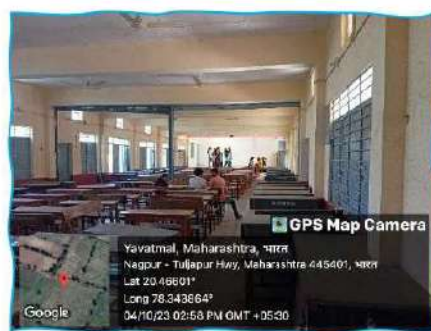 GPS Map Camera
Yavatmal, Maharashtra, भारत
Nagpur - Tuljapur Hwy, Maharashtra 445401, भारत
Lat 20.46601°
Long 78.343864°
04/10/23 02:58 PM GMT +05:30
Google